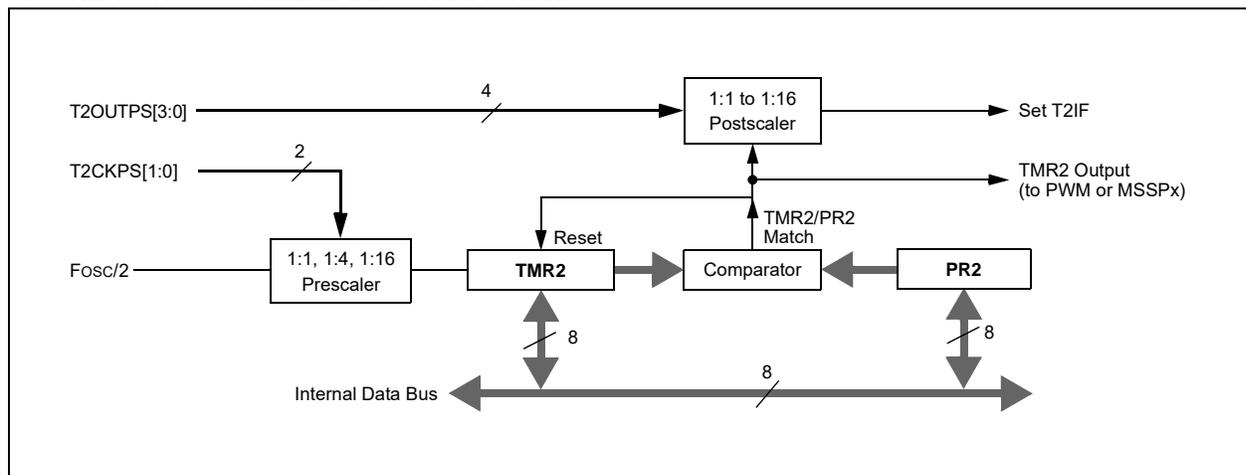 T2OUTPS[3:0]
4
1:1 to 1:16
Postscaler
Set T2IF
T2CKPS[1:0]
2
TMR2 Output
(to PWM or MSSPx)
TMR2/PR2
Match
Reset
FOSC/2
1:1, 1:4, 1:16
Prescaler
TMR2
Comparator
PR2
8
8
Internal Data Bus
8